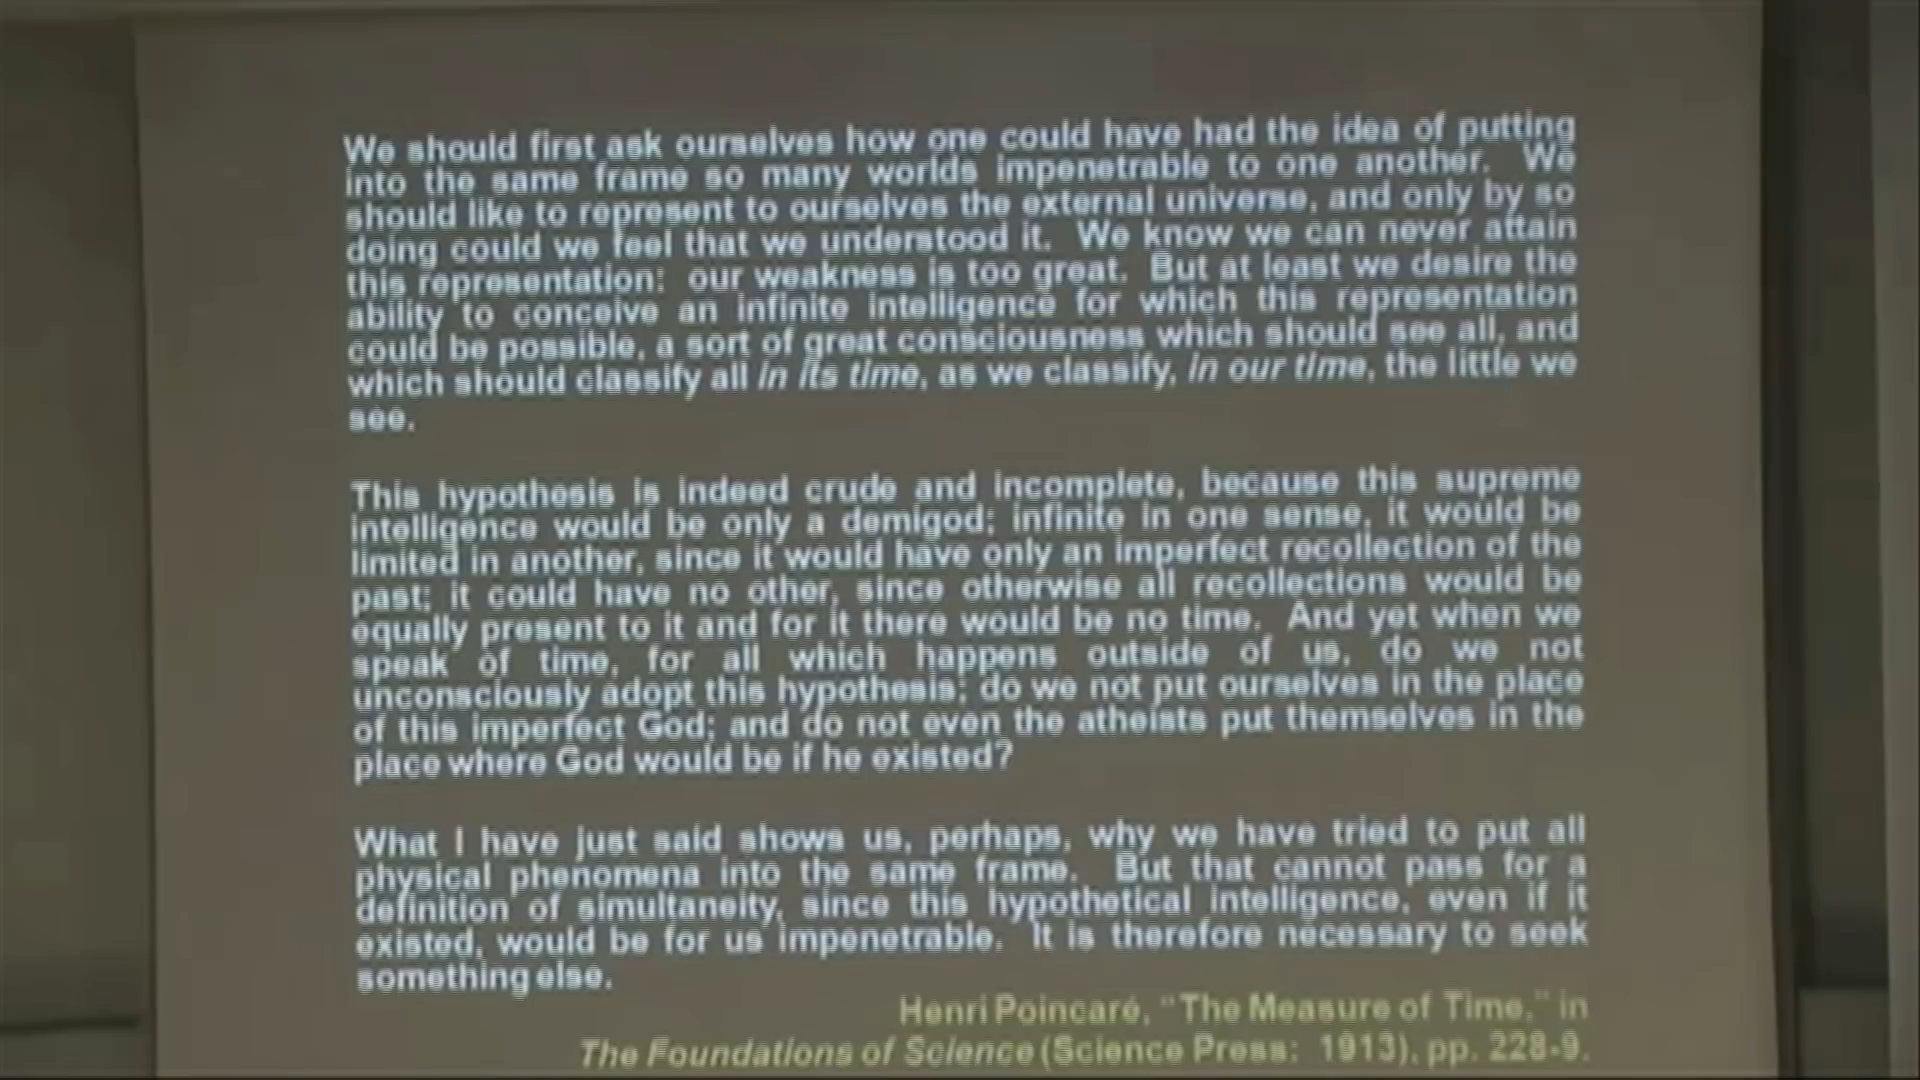 We should first ask ourselves how one could have had the idea of putting
into the same frame so many worlds impenetrable to one another. We
should like to represent to ourselves the external universe, and only by so
doing could we feel that we understood it. We know we can never attain
this representation: our weakness is too great. But at least we desire the
ability to conceive an infinite intelligence for which this representation
could be possible, a sort of great consciousness which should see all, and
which should classify all in its time, as we classify, in our time, the little we
see.
This hypothesis is indeed crude and incomplete, because this supreme
intelligence would be only a demigod; infinite in one sense, it would be
limited in another, since it would have only an imperfect recollection of the
past; it could have no other, since otherwise all recollections would be
equally present to it and for it there would be no time. And yet when we
speak of time, for all which happens outside of us, do we not
unconsciously adopt this hypothesis; do we not put ourselves in the place
of this imperfect God; and do not even the atheists put themselves in the
place where God would be if he existed?
What I have just said shows us, perhaps, why we have tried to put all
physical phenomena into the same frame. But that cannot pass for a
definition of simultaneity, since this hypothetical intelligence, even if it
existed, would be for us impenetrable. It is therefore necessary to seek
something else.
Henri Poincaré, "The Measure of Time," in
The Foundations of Science (Science Press: 1913), pp. 228-9.